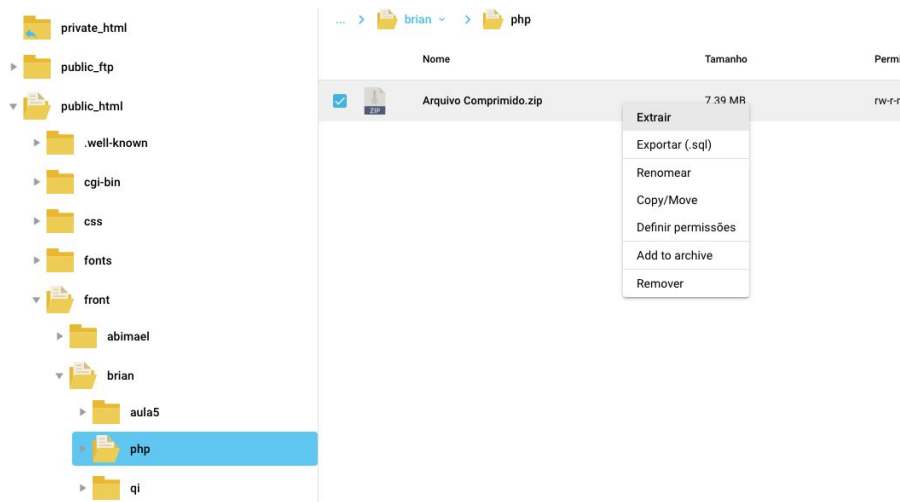 private_html
public_ftp
public_html
.well-known
cgi-bin
css
fonts
front
abimael
brian
aula5
php
qi
... > brian > php
Nome Tamanho Permi
Arquivo Comprimido.zip 7.39 MB rw-r-r
ZIP
Extrair
Exportar (.sql)
Renomear
Copy/Move
Definir permissões
Add to archive
Remover